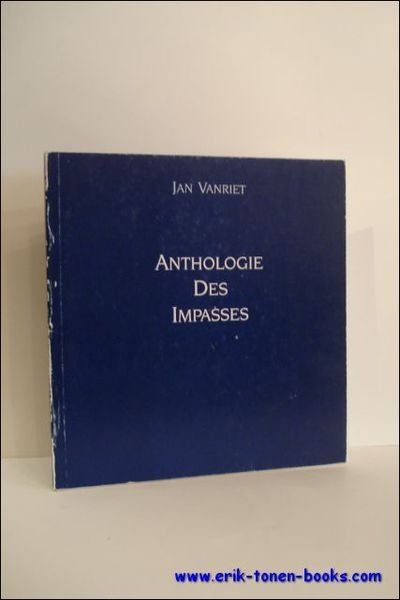 JAN VANRIET
ANTHOLOGIE
DES
IMPASSES
www.erik-tonen-books.com